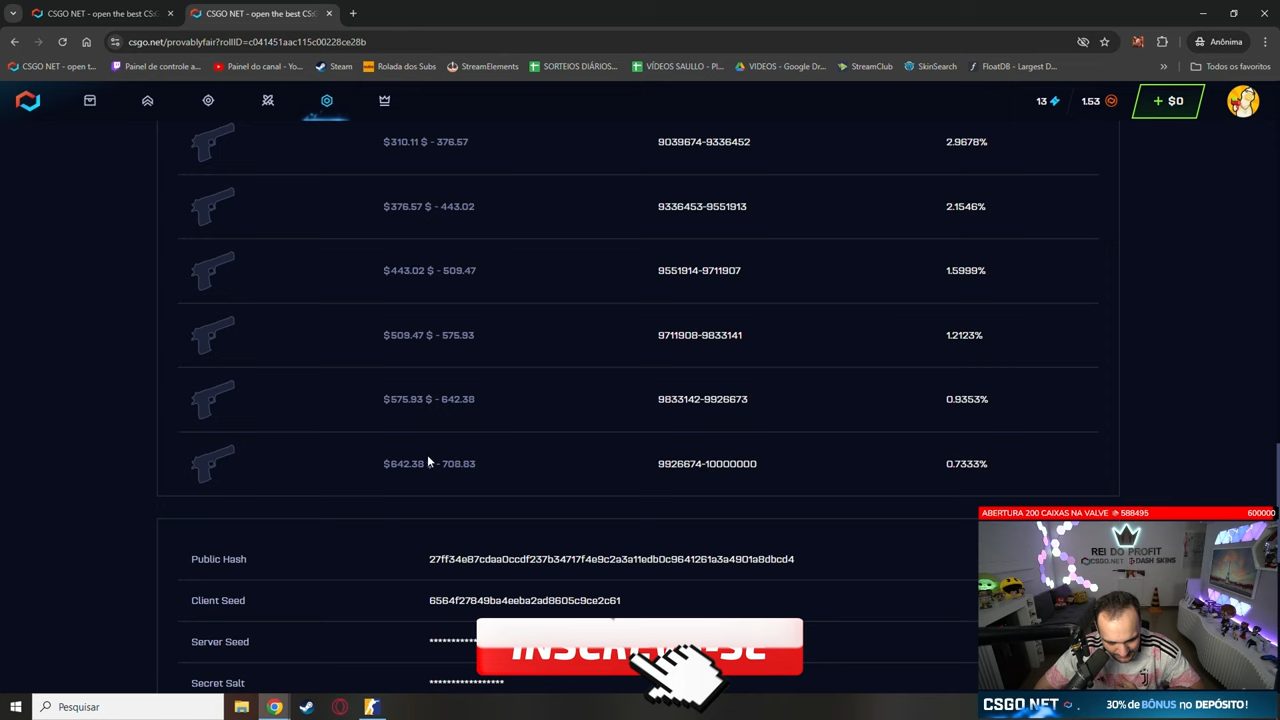 CSGO NET - open the best CS:G
CSGO NET - open the best CS:G
csgo.net/provablyfair?rollID=c041451aac115c00228ce28b
Anônima
CSGO NET - open t...
Painel de controle a...
Painel do canal - Yo...
Steam
Rolada dos Subs
StreamElements
SORTEIOS DIÁRIOS...
VÍDEOS SAULLO - Pl...
VIDEOS - Google Dr...
StreamClub
SkinSearch
FloatDB - Largest D...
Todos os favoritos
13 1.53 + $0
$310.11 $ - 376.57 9039674-9336452 2.9678%
$376.57 $ - 443.02 9336453-9551913 2.1546%
$443.02 $ - 509.47 9551914-9711907 1.5999%
$509.47 $ - 575.93 9711908-9833141 1.2123%
$575.93 $ - 642.38 9833142-9926673 0.9353%
$642.38 $ - 708.83 9926674-10000000 0.7333%
ABERTURA 200 CAIXAS NA VALVE 588495 600000
REI DO PROFIT
CSGO.NET DASH SKINS
Public Hash 27ff34e87cdaa0ccdf237b34717f4e9c2a3a11edb0c9641261a3a4901a8dbcd4
Client Seed 6564f27849ba4eeba2ad8605c9ce2c61
Server Seed ***********
Secret Salt *****************
CSGO NET 30% de BÔNUS no DEPÓSITO!
Pesquisar